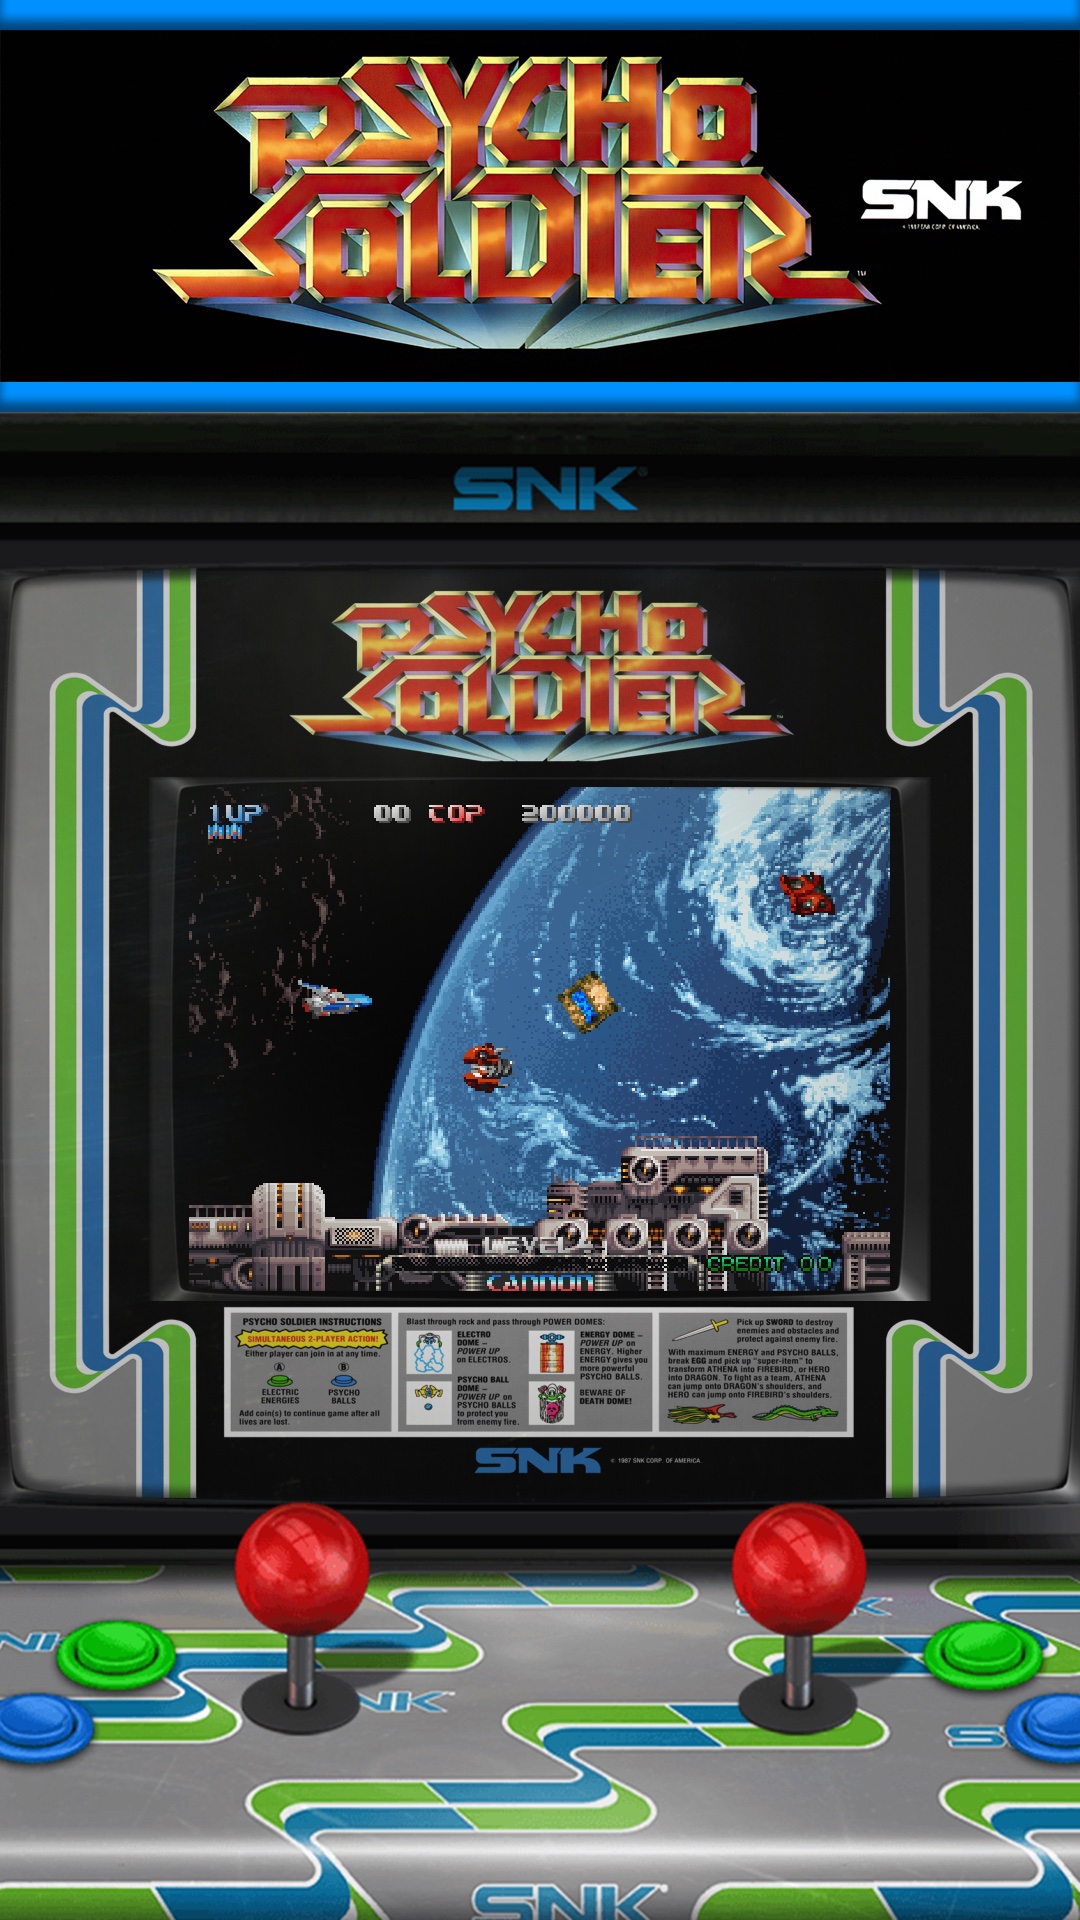 PSYCHO
SOLDIER
TM
SNK
SNK
PSYCHO
SOLDIER
1UP 00 TOP 200000
LEVEL
CANNON
CREDIT 00
PSYCHO SOLDIER INSTRUCTIONS
SIMULTANEOUS 2-PLAYER ACTION!
Either player can join in at any time.
A B
ELECTRIC ENERGIES
PSYCHO BALLS
Add coin(s) to continue game after all
lives are lost.
Blast through rock and pass through POWER DOMES:
ELECTRO
DOME –
POWER UP
on ELECTROS.
PSYCHO BALL
DOME –
POWER UP on
PSYCHO BALLS
to protect you
from enemy fire.
ENERGY DOME –
POWER UP on
ENERGY. Higher
ENERGY gives you
more powerful
PSYCHO BALLS.
BEWARE OF
DEATH DOME!
Pick up SWORD to destroy
enemies and obstacles and
protect against enemy fire.
With maximum ENERGY and PSYCHO BALLS,
break EGG and pick up "super-item" to
transform ATHENA into FIREBIRD, or HERO
into DRAGON. To fight as a team, ATHENA
can jump onto DRAGON's shoulders, and
HERO can jump onto FIREBIRD's shoulders.
SNK © 1987 SNK CORP. OF AMERICA.
SNK